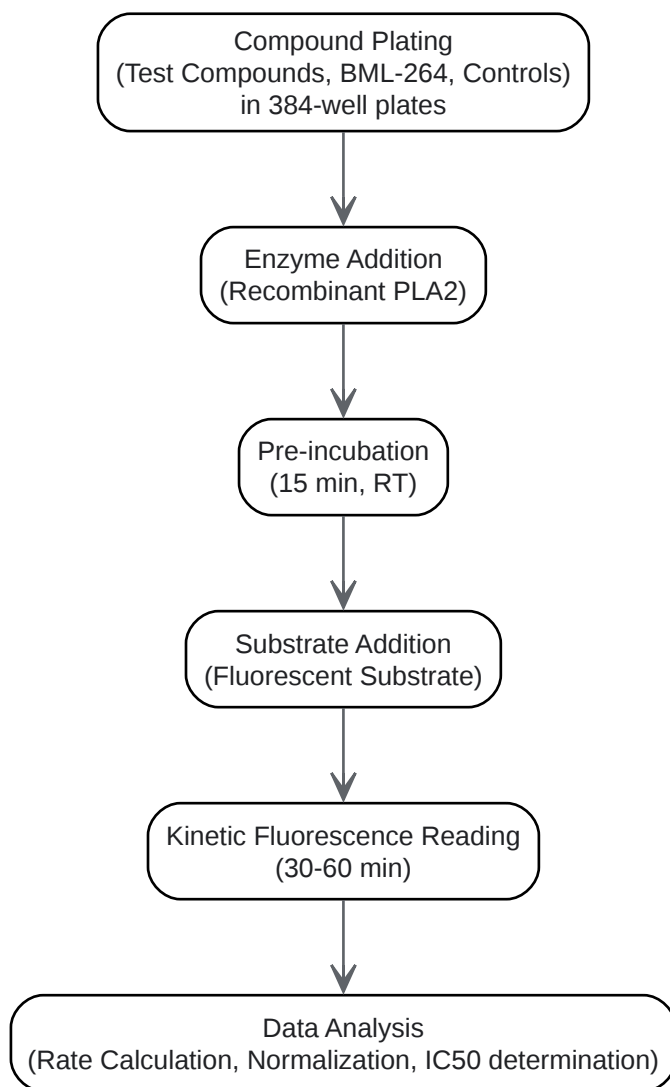 Compound Plating
(Test Compounds, BML-264, Controls)
in 384-well plates
Enzyme Addition
(Recombinant PLA2)
Pre-incubation
(15 min, RT)
Substrate Addition
(Fluorescent Substrate)
Kinetic Fluorescence Reading
(30-60 min)
Data Analysis
(Rate Calculation, Normalization, IC50 determination)